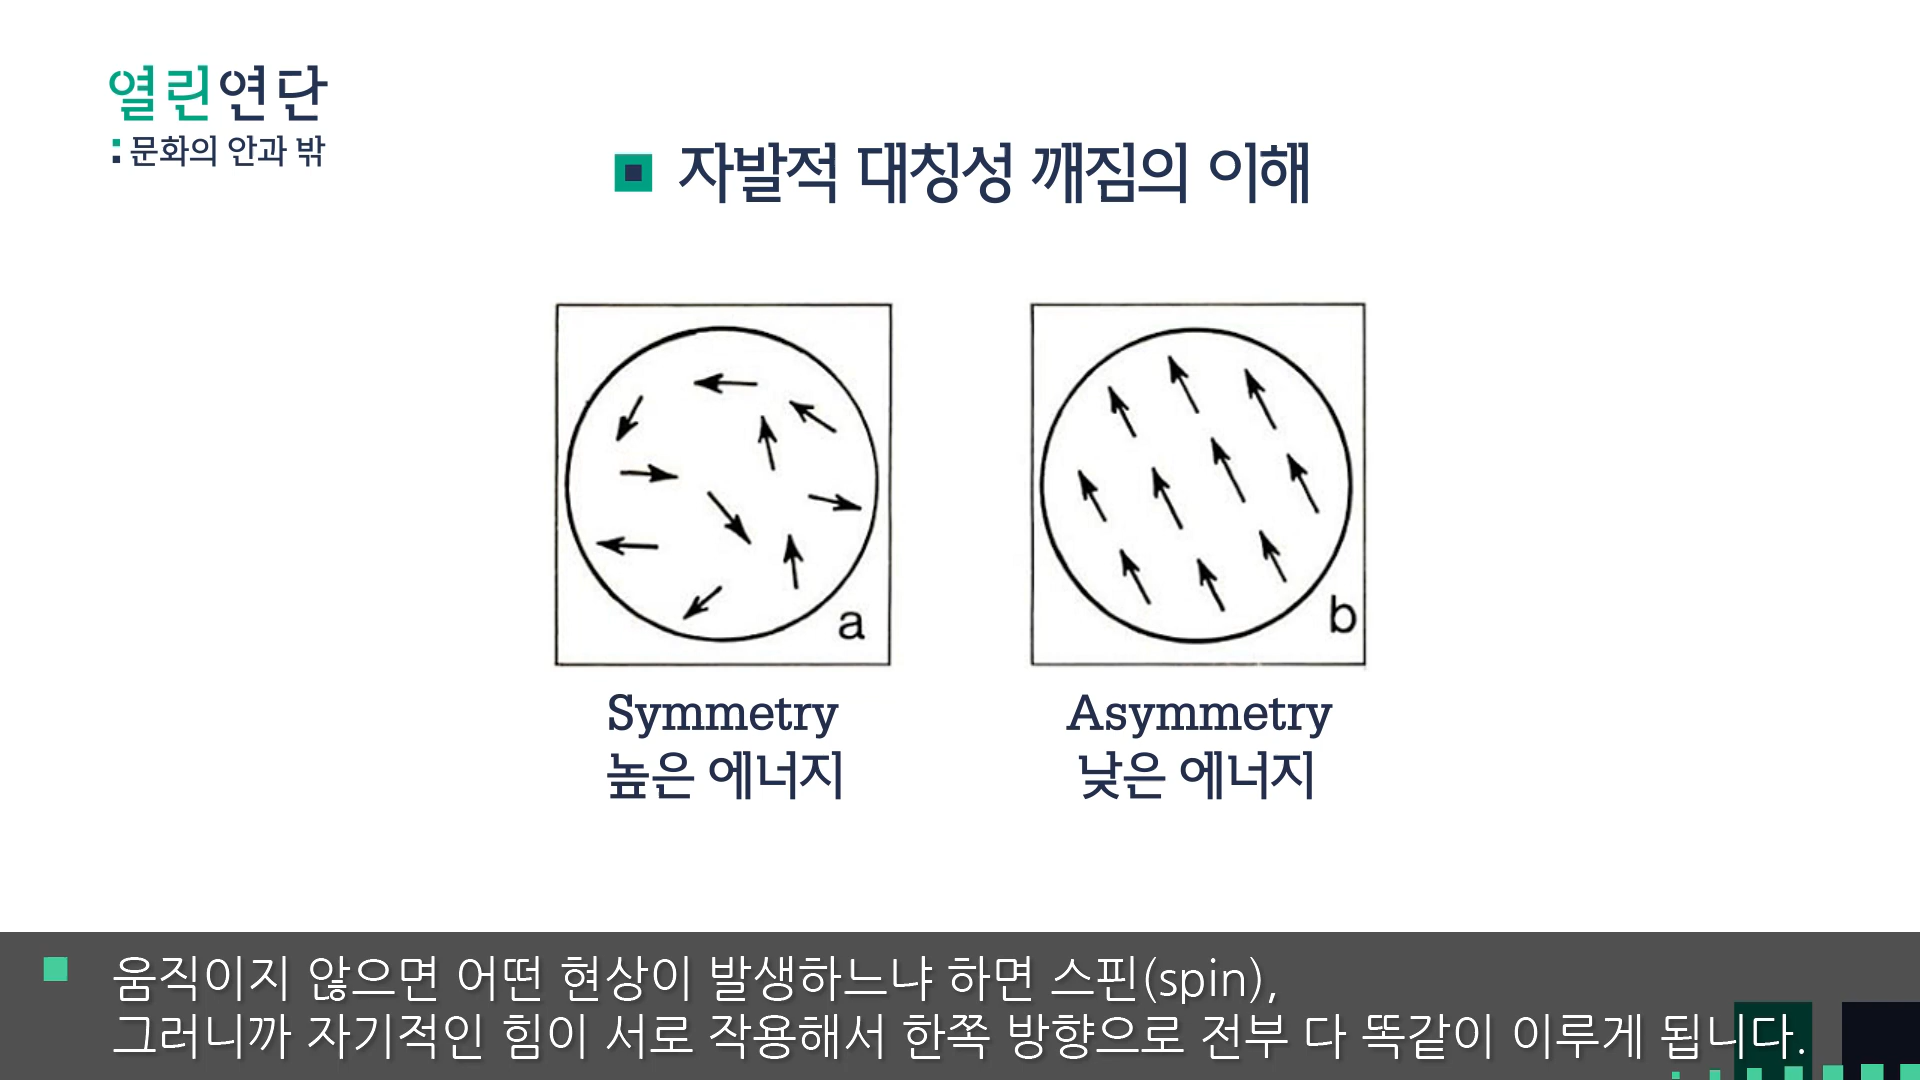 열린연단
:문화의 안과 밖
자발적 대칭성 깨짐의 이해
a
b
Symmetry
높은 에너지
Asymmetry
낮은 에너지
움직이지 않으면 어떤 현상이 발생하느냐 하면 스핀(spin),
그러니까 자기적인 힘이 서로 작용해서 한쪽 방향으로 전부 다 똑같이 이루게 됩니다.